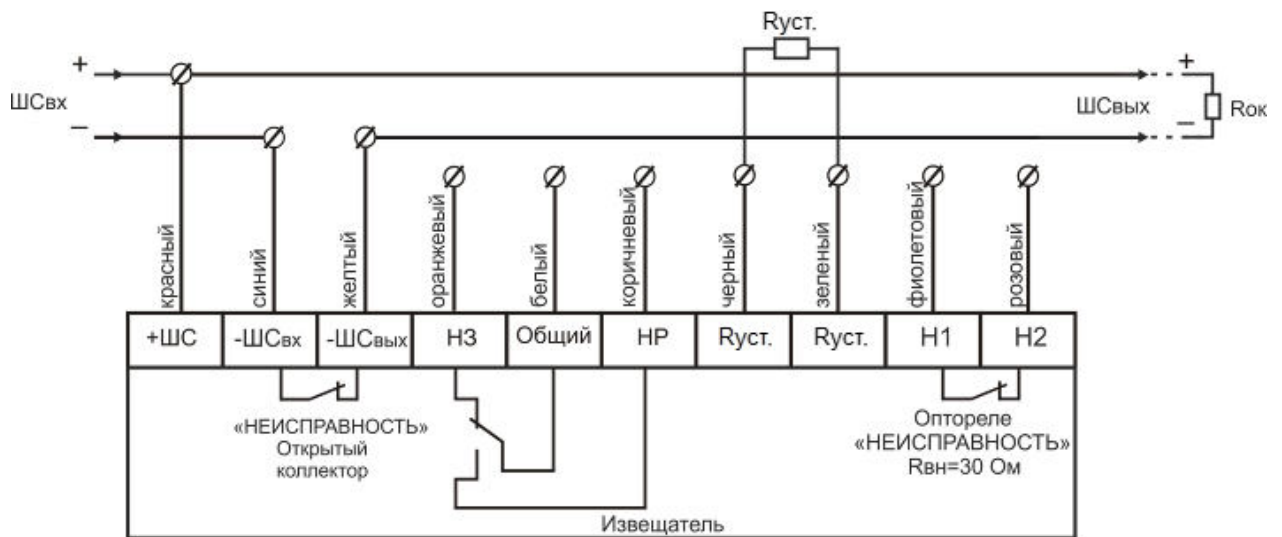 Rуст.
+
+
ШСвх
ШСвых
Rок
–
–
красный
синий
желтый
оранжевый
белый
коричневый
черный
зеленый
фиолетовый
розовый
+ШС
-ШСвх
-ШСвых
НЗ
Общий
НР
Rуст.
Rуст.
Н1
Н2
«НЕИСПРАВНОСТЬ»
Открытый
коллектор
Оптореле
«НЕИСПРАВНОСТЬ»
Rвн=30 Ом
Извещатель